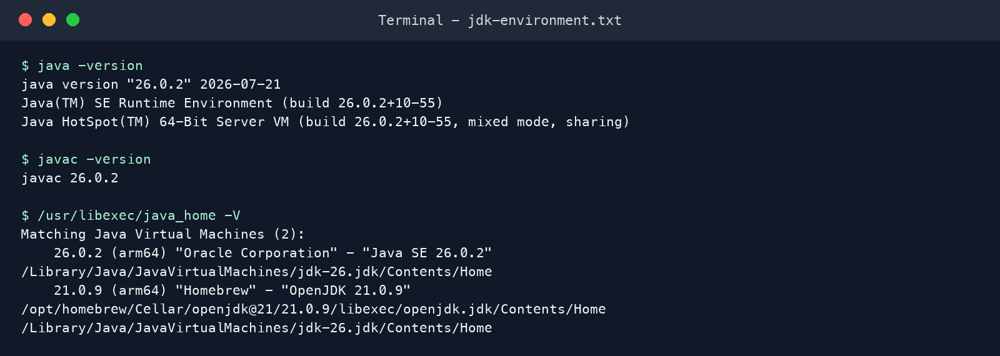 Terminal — jdk-environment.txt
$ java -version
java version "26.0.2" 2026-07-21
Java(TM) SE Runtime Environment (build 26.0.2+10-55)
Java HotSpot(TM) 64-Bit Server VM (build 26.0.2+10-55, mixed mode, sharing)
$ javac -version
javac 26.0.2
$ /usr/libexec/java_home -V
Matching Java Virtual Machines (2):
    26.0.2 (arm64) "Oracle Corporation" - "Java SE 26.0.2"
/Library/Java/JavaVirtualMachines/jdk-26.jdk/Contents/Home
    21.0.9 (arm64) "Homebrew" - "OpenJDK 21.0.9"
/opt/homebrew/Cellar/openjdk@21/21.0.9/libexec/openjdk.jdk/Contents/Home
/Library/Java/JavaVirtualMachines/jdk-26.jdk/Contents/Home